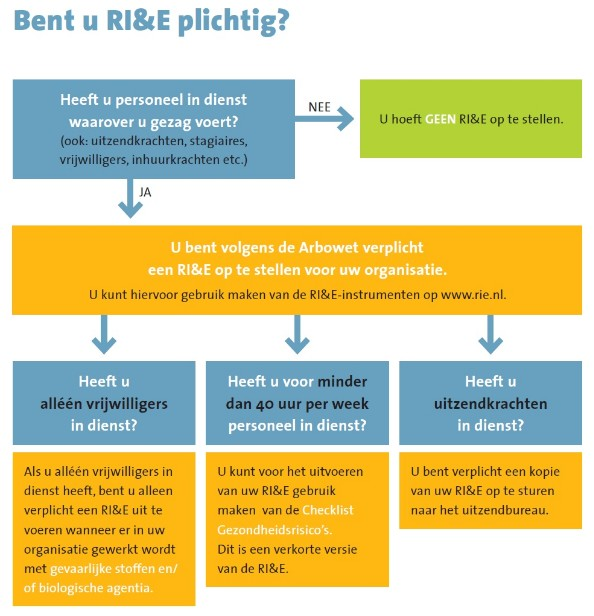 Bent u RI&E plichtig?
Heeft u personeel in dienst
waarover u gezag voert?
(ook: uitzendkrachten, stagiaires,
vrijwilligers, inhuurkrachten etc.)
NEE
U hoeft GEEN RI&E op te stellen.
JA
U bent volgens de Arbowet verplicht
een RI&E op te stellen voor uw organisatie.
U kunt hiervoor gebruik maken van de RI&E-instrumenten op www.rie.nl.
Heeft u
alléén vrijwilligers
in dienst?
Als u alléén vrijwilligers in
dienst heeft, bent u alleen
verplicht een RI&E uit te
voeren wanneer er in uw
organisatie gewerkt wordt
met gevaarlijke stoffen en/
of biologische agentia.
Heeft u voor minder
dan 40 uur per week
personeel in dienst?
U kunt voor het uitvoeren
van uw RI&E gebruik
maken van de Checklist
Gezondheidsrisico's.
Dit is een verkorte versie
van de RI&E.
Heeft u
uitzendkrachten
in dienst?
U bent verplicht een kopie
van uw RI&E op te sturen
naar het uitzendbureau.